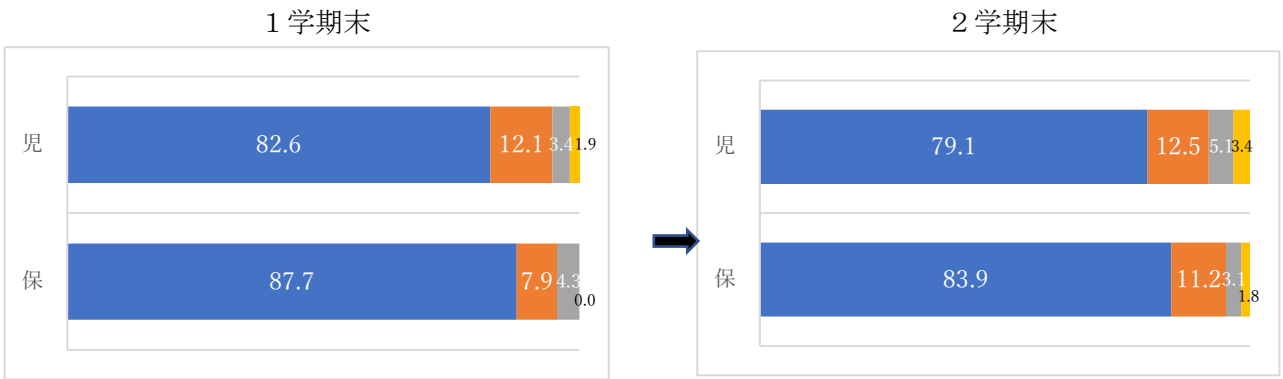 １学期末
児 82.6 12.1 3.4 1.9
保 87.7 7.9 4.3 0.0
２学期末
児 79.1 12.5 5.1 3.4
保 83.9 11.2 3.1 1.8